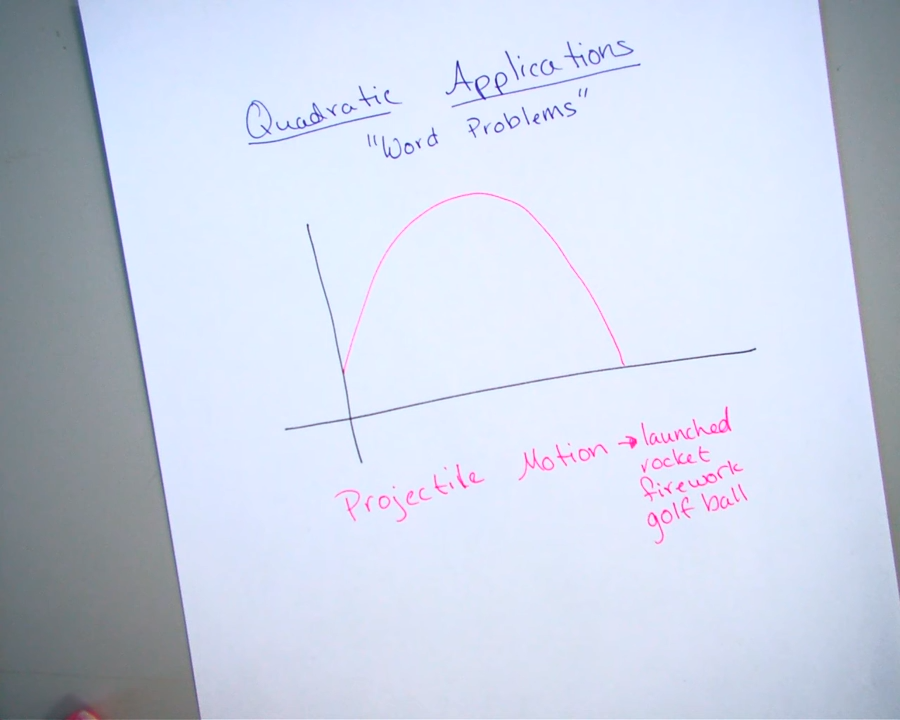 Quadratic Applications
"Word Problems"
Projectile Motion → launched
rocket
firework
golf ball